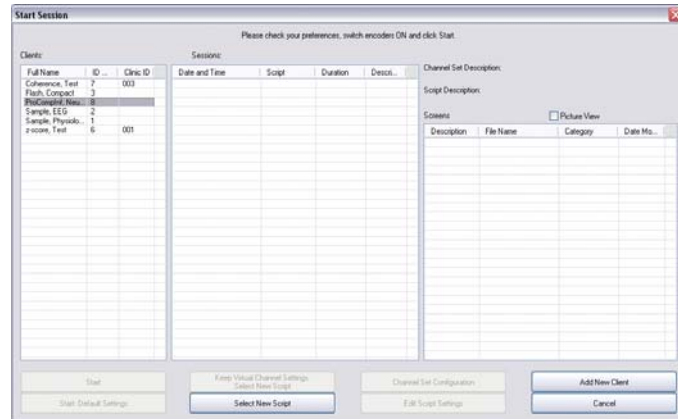 Start Session
Please check your preferences, switch encoders ON and click Start.
Clients:
Full Name ID ... Clinic ID
Coherence, Test 7 003
Flash, Compact 3
ProCompInf, Neu... 8
Sample, EEG 2
Sample, Physiolo... 1
z-score, Test 6 001
Sessions:
Date and Time Script Duration Descri...
Channel Set Description:
Script Description:
Screens Picture View
Description File Name Category Date Mo...
Start
Keep Virtual Channel Settings
Select New Script
Channel Set Configuration
Add New Client
Start: Default Settings
Select New Script
Edit Script Settings
Cancel